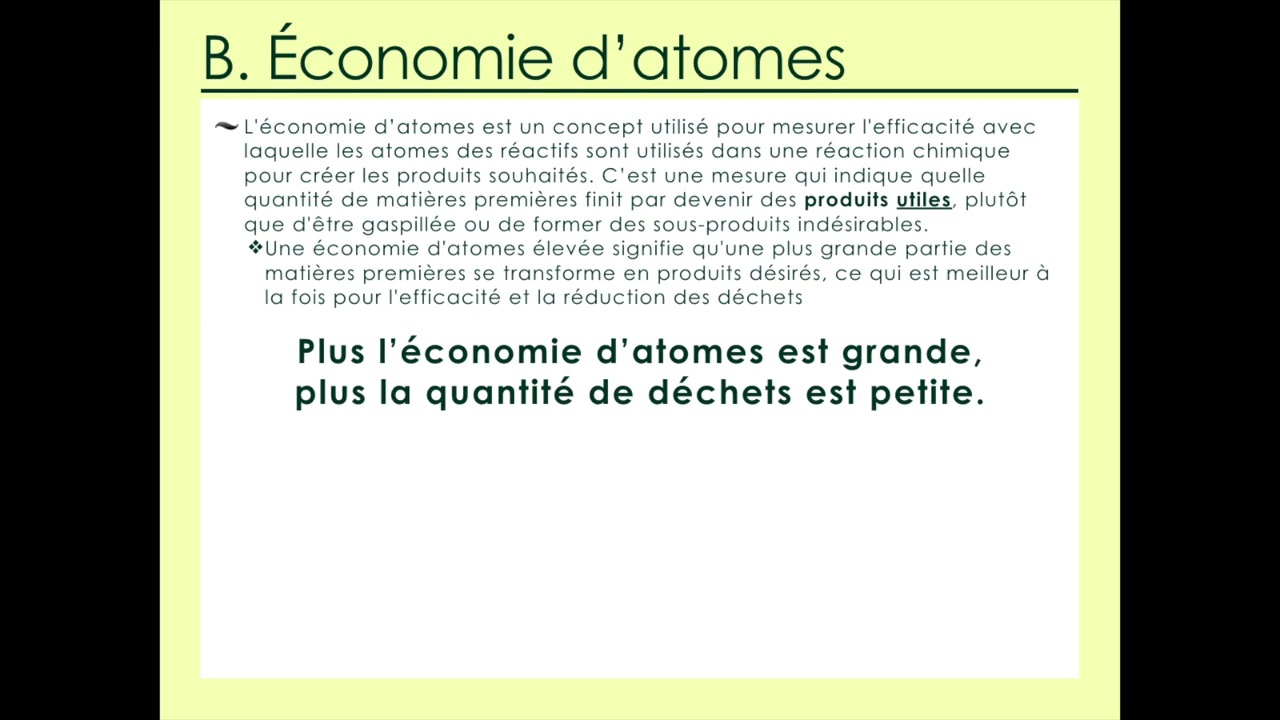 B. Économie d’atomes
L'économie d’atomes est un concept utilisé pour mesurer l'efficacité avec
laquelle les atomes des réactifs sont utilisés dans une réaction chimique
pour créer les produits souhaités. C’est une mesure qui indique quelle
quantité de matières premières finit par devenir des produits utiles, plutôt
que d'être gaspillée ou de former des sous-produits indésirables.
❖Une économie d'atomes élevée signifie qu'une plus grande partie des
matières premières se transforme en produits désirés, ce qui est meilleur à
la fois pour l'efficacité et la réduction des déchets
Plus l’économie d’atomes est grande,
plus la quantité de déchets est petite.